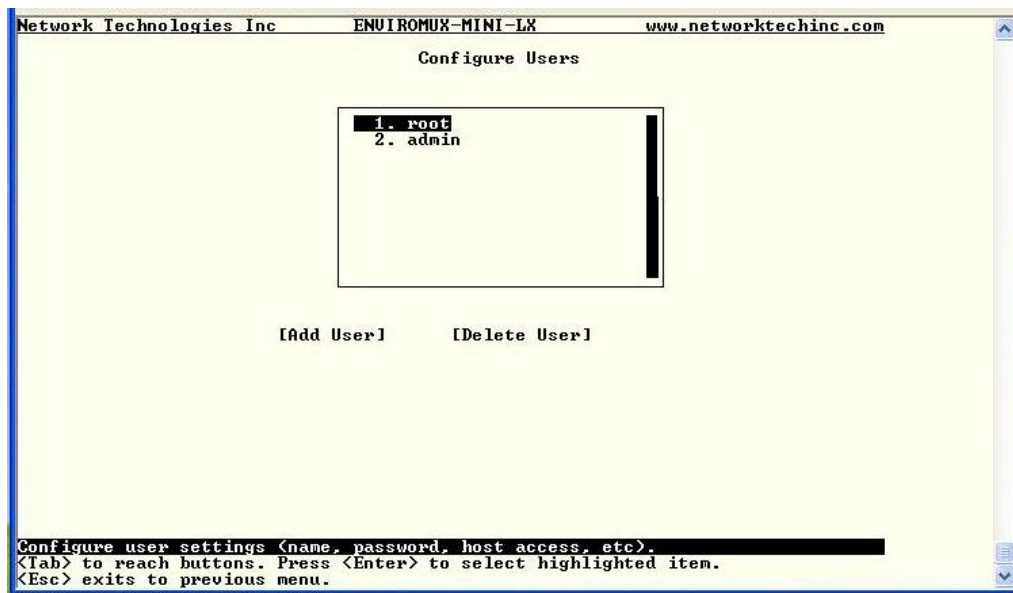 Network Technologies Inc ENVIROMUX-MINI-LX www.networktechinc.com
Configure Users
1. root
2. admin
[Add User] [Delete User]
Configure user settings (name, password, host access, etc).
<Tab> to reach buttons. Press <Enter> to select highlighted item.
<Esc> exits to previous menu.